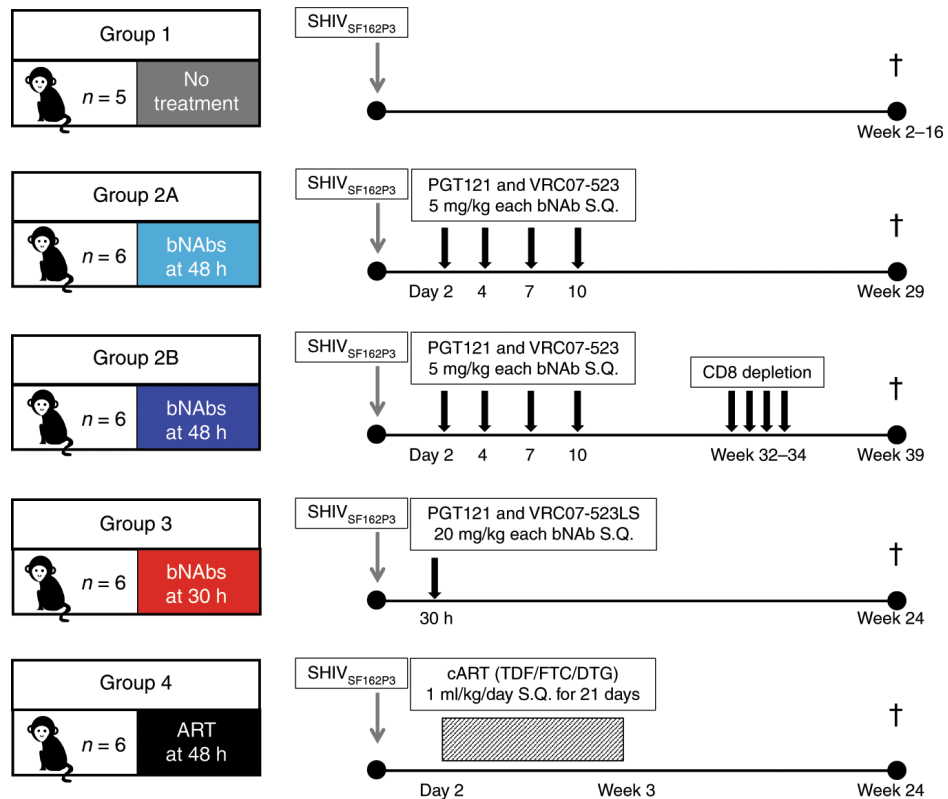 Group 1
n = 5
No
treatment
SHIVSF162P3
†
Week 2–16
Group 2A
n = 6
bNAbs
at 48 h
SHIVSF162P3
PGT121 and VRC07-523
5 mg/kg each bNAb S.Q.
†
Day 2 4 7 10
Week 29
Group 2B
n = 6
bNAbs
at 48 h
SHIVSF162P3
PGT121 and VRC07-523
5 mg/kg each bNAb S.Q.
CD8 depletion
†
Day 2 4 7 10
Week 32–34
Week 39
Group 3
n = 6
bNAbs
at 30 h
SHIVSF162P3
PGT121 and VRC07-523LS
20 mg/kg each bNAb S.Q.
†
30 h
Week 24
Group 4
n = 6
ART
at 48 h
SHIVSF162P3
cART (TDF/FTC/DTG)
1 ml/kg/day S.Q. for 21 days
†
Day 2
Week 3
Week 24